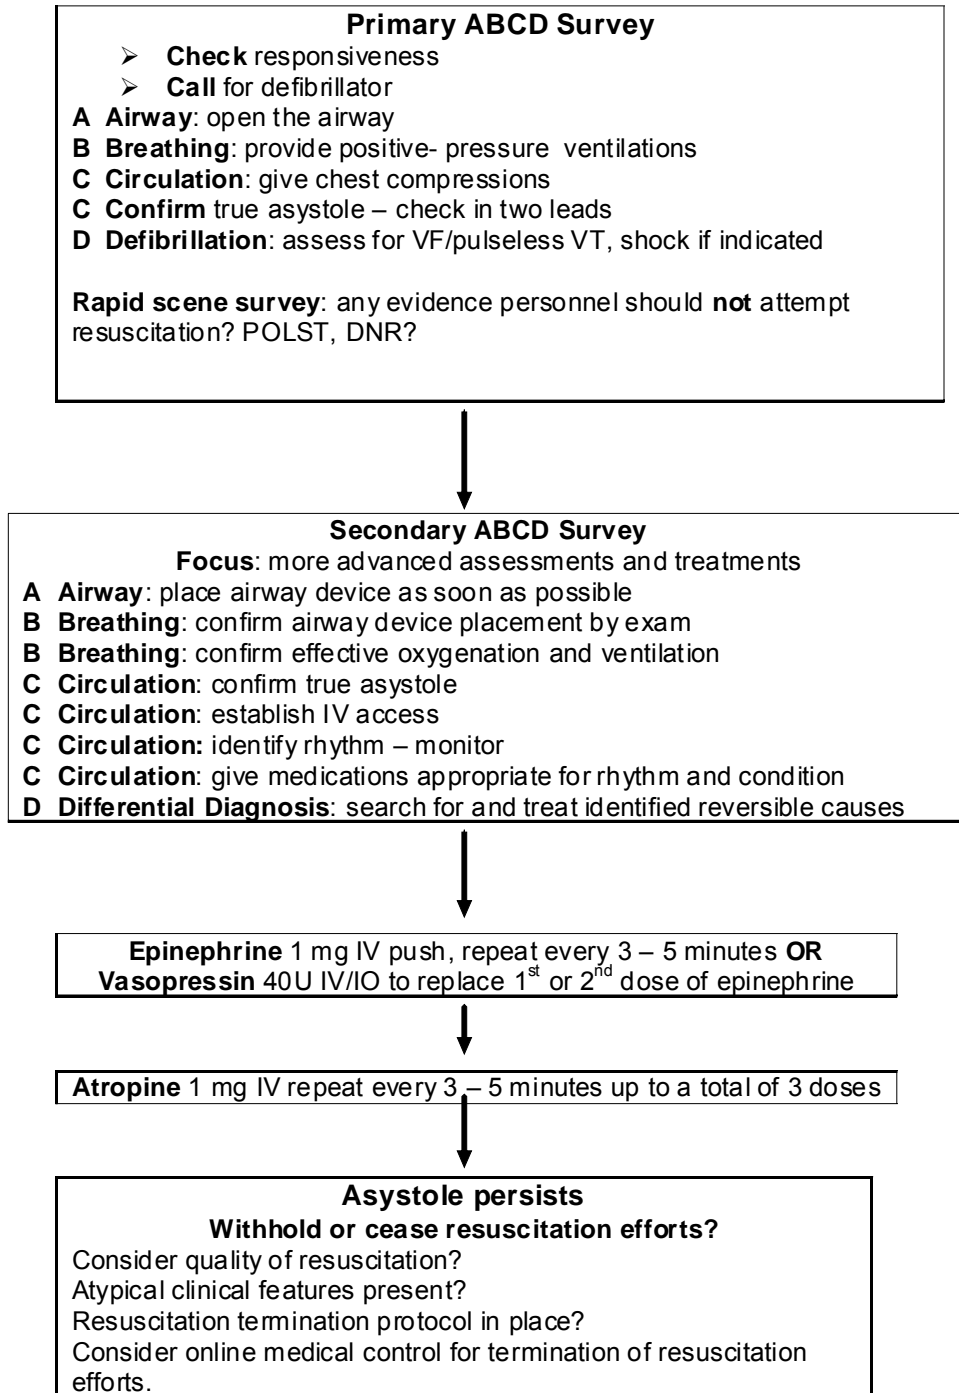 Primary ABCD Survey
➢ Check responsiveness
➢ Call for defibrillator
A Airway: open the airway
B Breathing: provide positive- pressure ventilations
C Circulation: give chest compressions
C Confirm true asystole – check in two leads
D Defibrillation: assess for VF/pulseless VT, shock if indicated
Rapid scene survey: any evidence personnel should not attempt
resuscitation? POLST, DNR?
Secondary ABCD Survey
Focus: more advanced assessments and treatments
A Airway: place airway device as soon as possible
B Breathing: confirm airway device placement by exam
B Breathing: confirm effective oxygenation and ventilation
C Circulation: confirm true asystole
C Circulation: establish IV access
C Circulation: identify rhythm – monitor
C Circulation: give medications appropriate for rhythm and condition
D Differential Diagnosis: search for and treat identified reversible causes
Epinephrine 1 mg IV push, repeat every 3 – 5 minutes OR
Vasopressin 40U IV/IO to replace 1st or 2nd dose of epinephrine
Atropine 1 mg IV repeat every 3 – 5 minutes up to a total of 3 doses
Asystole persists
Withhold or cease resuscitation efforts?
Consider quality of resuscitation?
Atypical clinical features present?
Resuscitation termination protocol in place?
Consider online medical control for termination of resuscitation
efforts.